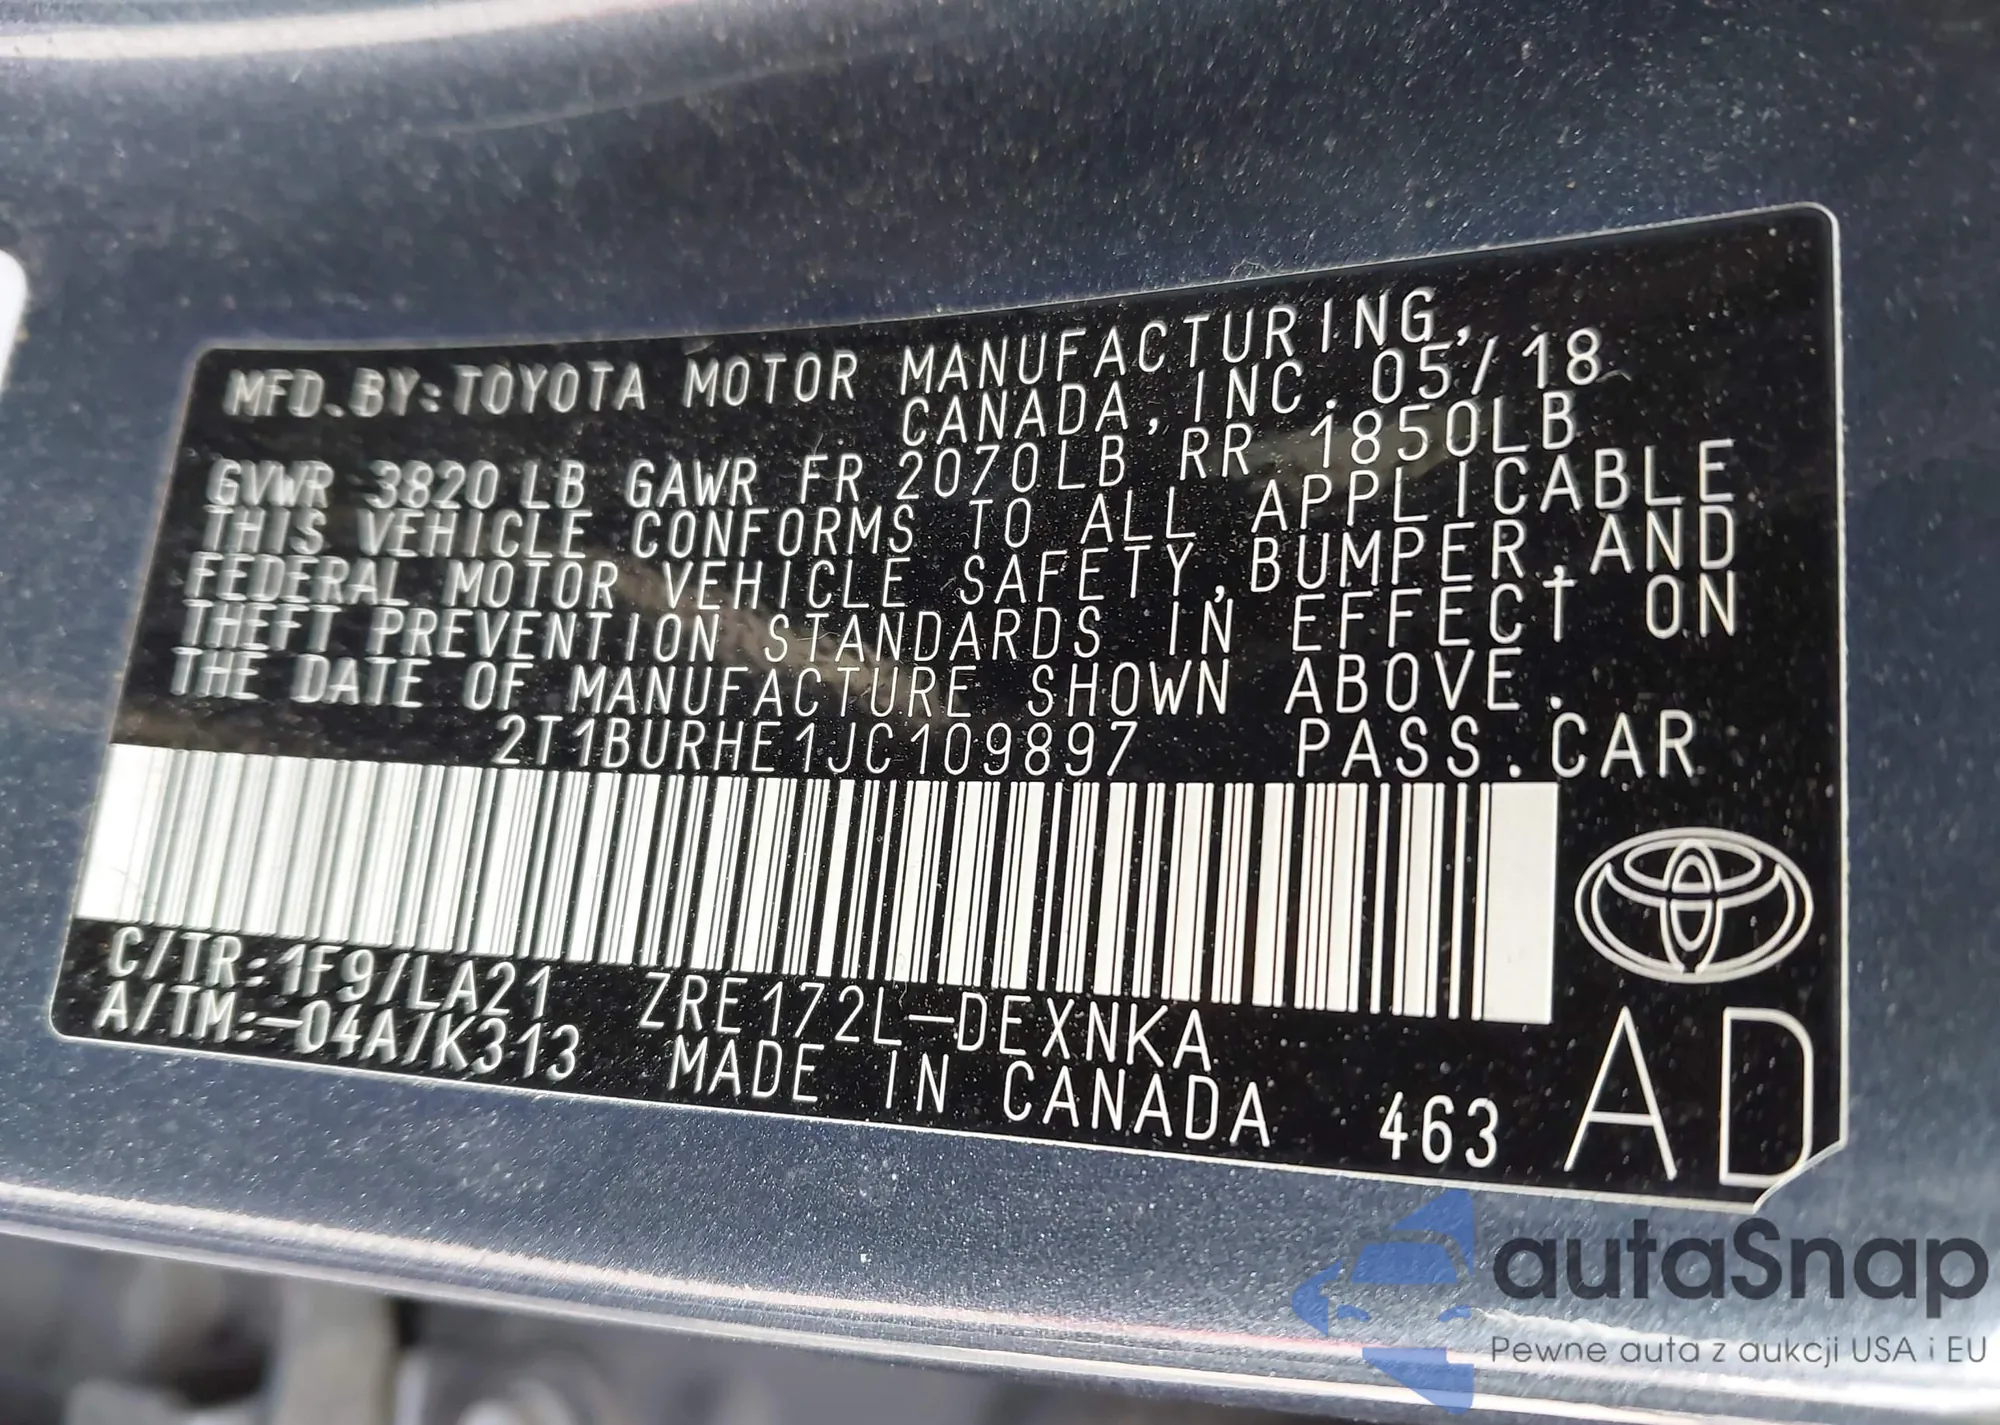 MFD.BY:TOYOTA MOTOR MANUFACTURING,
CANADA, INC. 05/18
GVWR 3820LB GAWR FR 2070LB RR 1850LB
THIS VEHICLE CONFORMS TO ALL APPLICABLE
FEDERAL MOTOR VEHICLE SAFETY, BUMPER, AND
THEFT PREVENTION STANDARDS IN EFFECT ON
THE DATE OF MANUFACTURE SHOWN ABOVE.
2T1BURHE1JC109897 PASS.CAR
C/TR:1F9/LA21 ZRE172L-DEXNKA
A/TM:-04A/K313 MADE IN CANADA 463 AD
autaSnap
Pewne auta z aukcji USA i EU